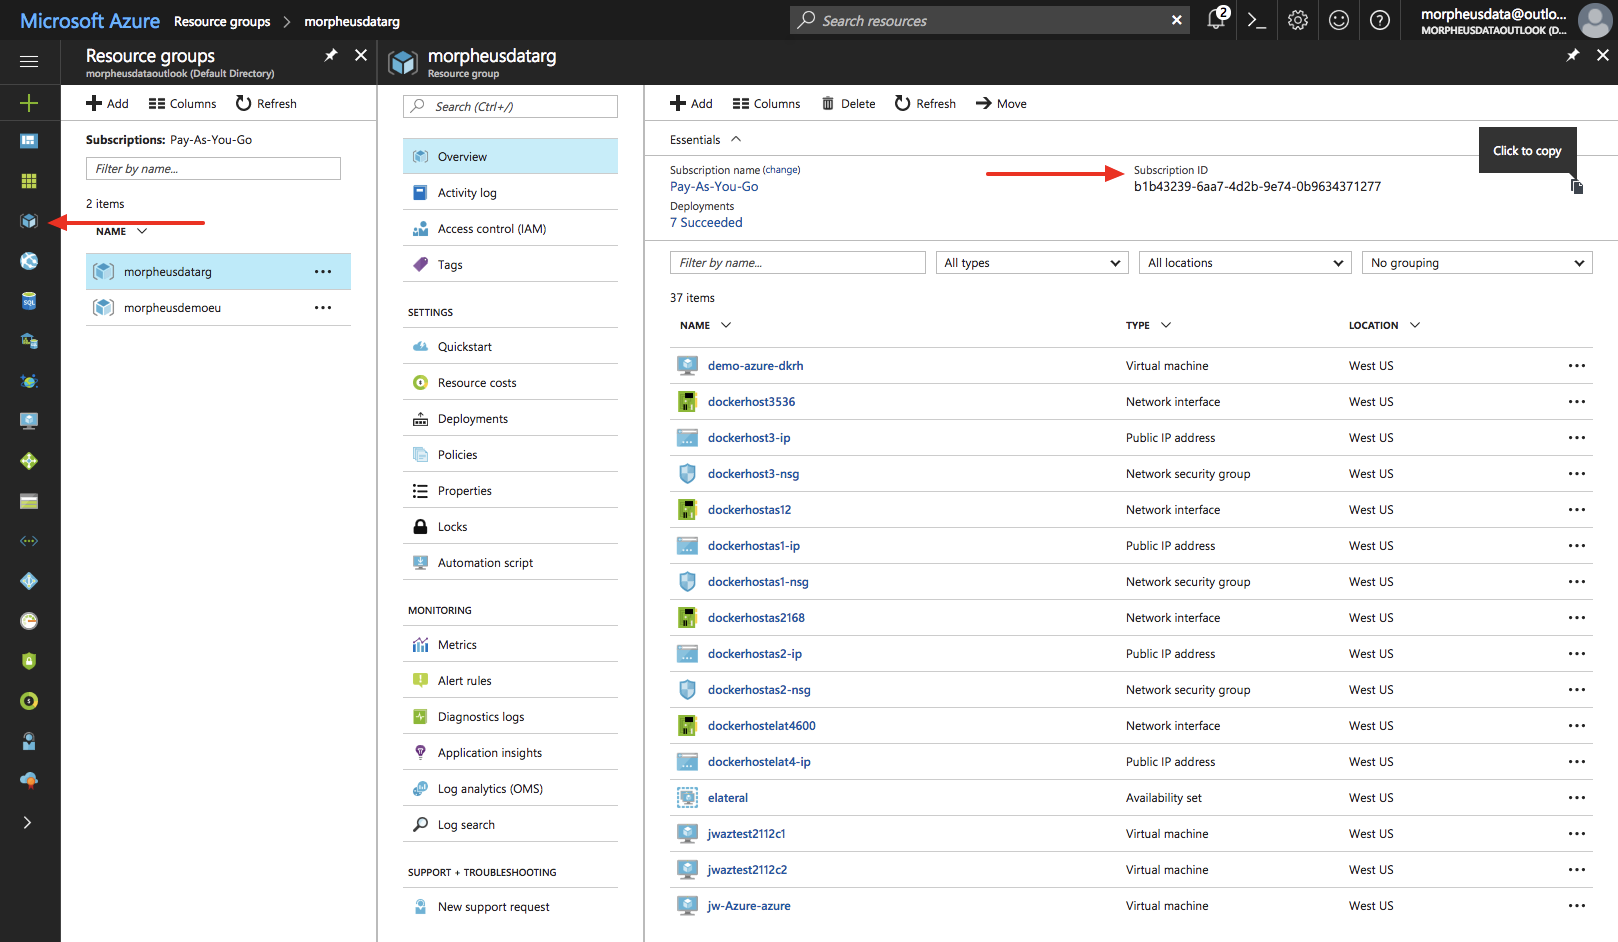 Microsoft Azure Resource groups > morpheusdatarg
Search resources
2
morpheusdata@outlo...
MORPHEUSDATAOUTLOOK (D...
Resource groups
morpheusdataoutlook (Default Directory)
Add Columns Refresh
Subscriptions: Pay-As-You-Go
Filter by name...
2 items
NAME
morpheusdatarg
morpheusdemoeu
morpheusdatarg
Resource group
Search (Ctrl+/)
Overview
Activity log
Access control (IAM)
Tags
SETTINGS
Quickstart
Resource costs
Deployments
Policies
Properties
Locks
Automation script
MONITORING
Metrics
Alert rules
Diagnostics logs
Application insights
Log analytics (OMS)
Log search
SUPPORT + TROUBLESHOOTING
New support request
Add Columns Delete Refresh Move
Essentials
Click to copy
Subscription name (change)
Pay-As-You-Go
Deployments
7 Succeeded
Subscription ID
b1b43239-6aa7-4d2b-9e74-0b9634371277
Filter by name... All types All locations No grouping
37 items
NAME TYPE LOCATION
demo-azure-dkrh Virtual machine West US
dockerhost3536 Network interface West US
dockerhost3-ip Public IP address West US
dockerhost3-nsg Network security group West US
dockerhostas12 Network interface West US
dockerhostas1-ip Public IP address West US
dockerhostas1-nsg Network security group West US
dockerhostas2168 Network interface West US
dockerhostas2-ip Public IP address West US
dockerhostas2-nsg Network security group West US
dockerhostelat4600 Network interface West US
dockerhostelat4-ip Public IP address West US
elateral Availability set West US
jwaztest2112c1 Virtual machine West US
jwaztest2112c2 Virtual machine West US
jw-Azure-azure Virtual machine West US